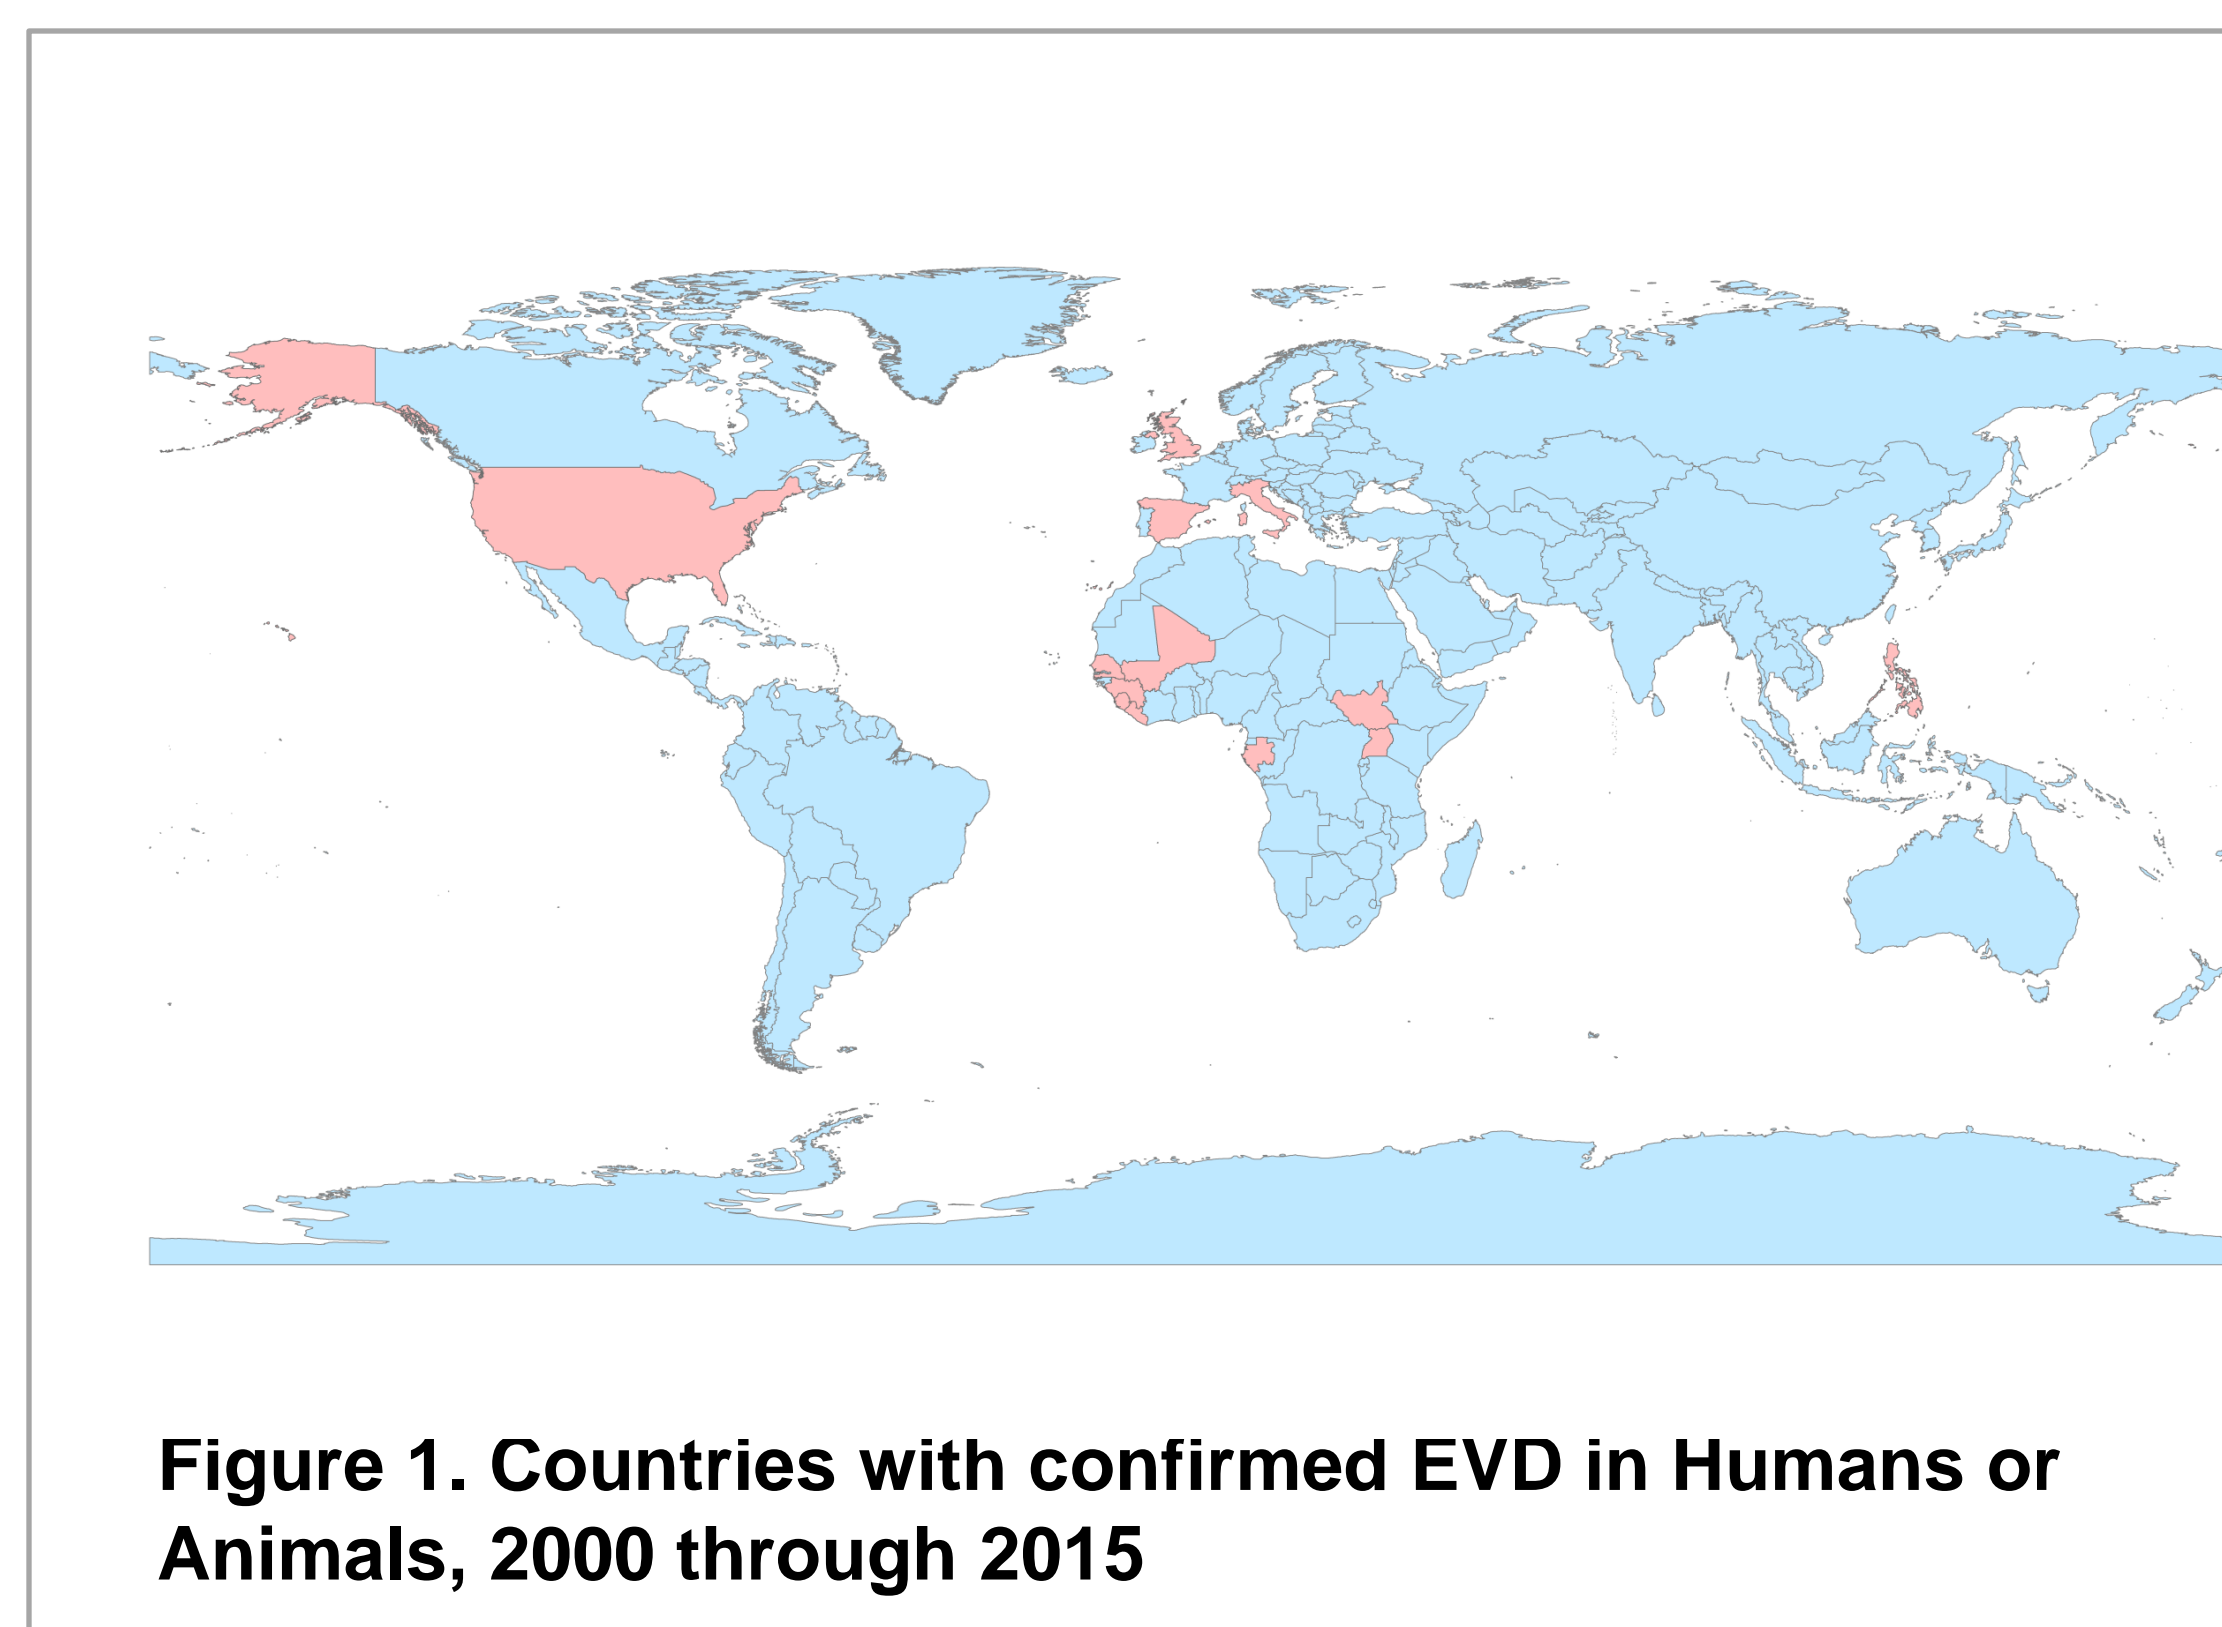 Figure 1. Countries with confirmed EVD in Humans or
Animals, 2000 through 2015